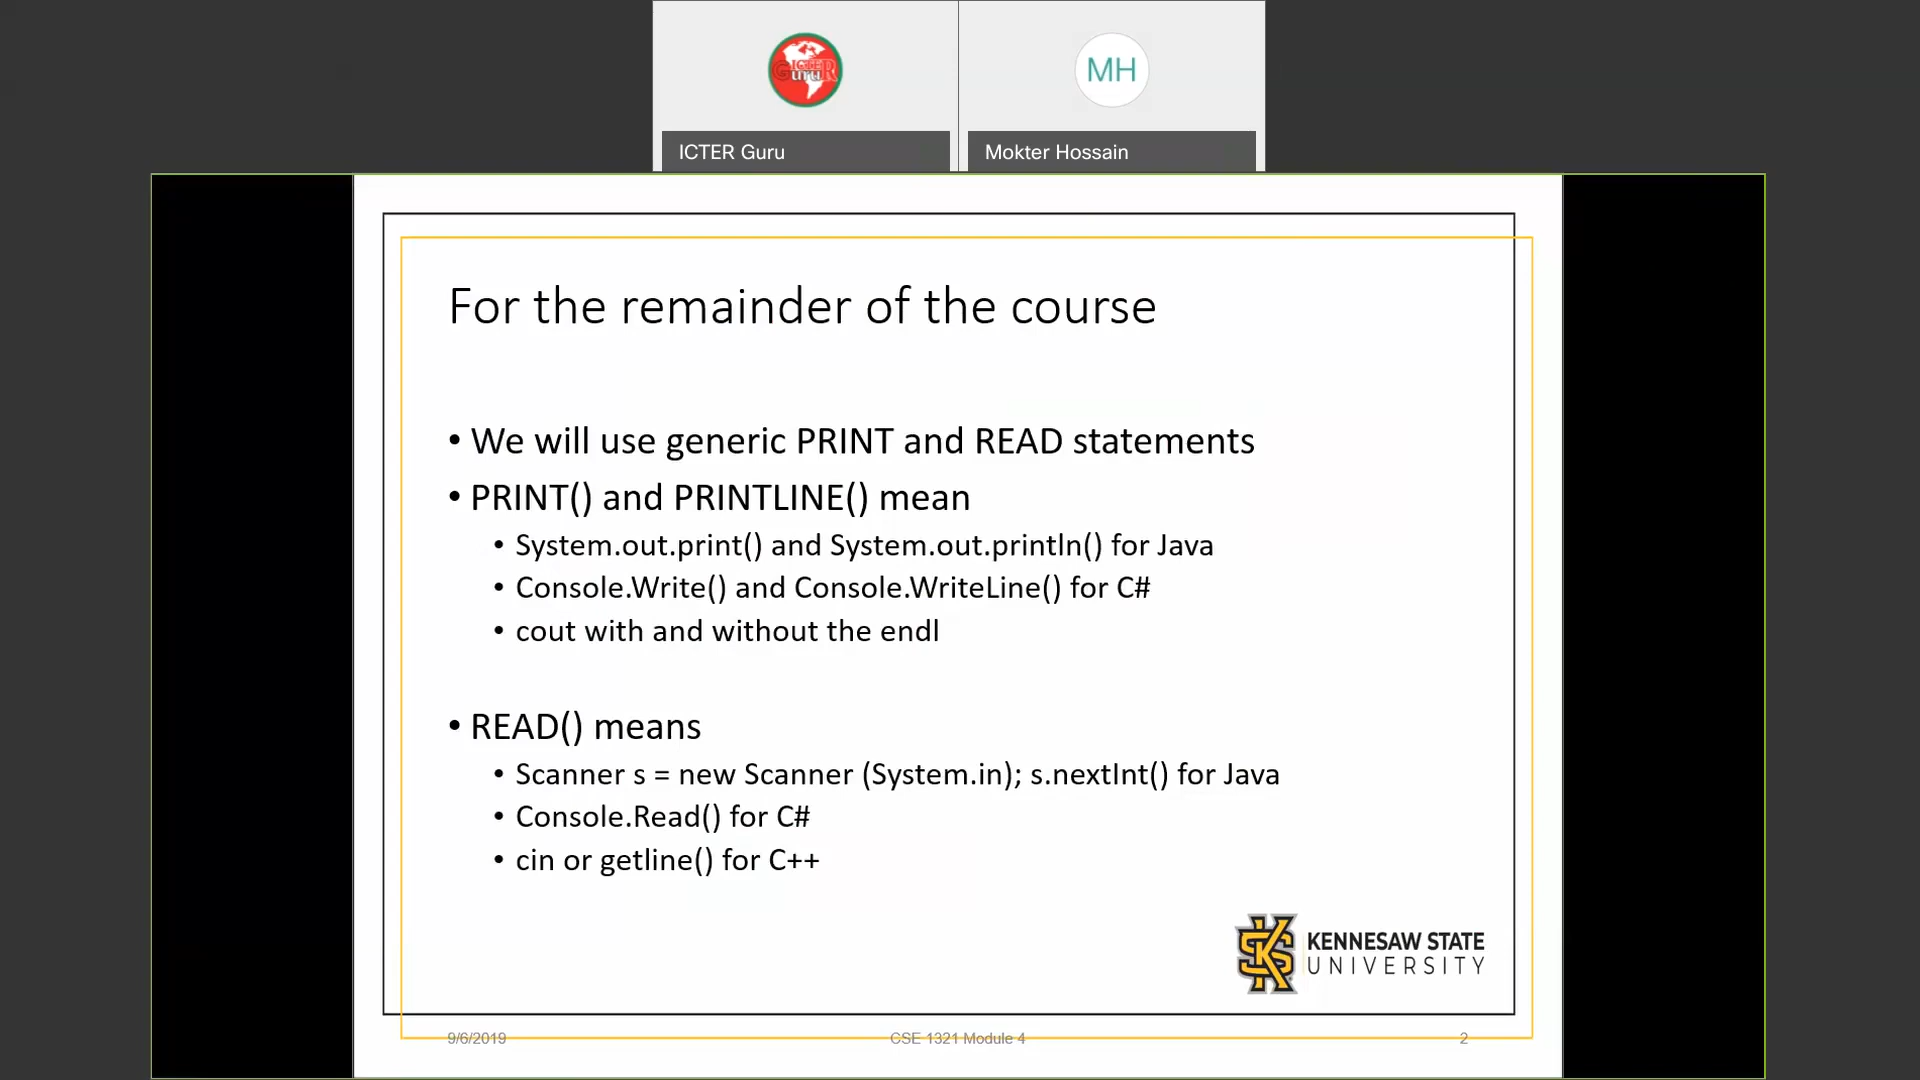 MH
ICTER Guru
Mokter Hossain
For the remainder of the course
• We will use generic PRINT and READ statements
• PRINT() and PRINTLINE() mean
• System.out.print() and System.out.println() for Java
• Console.Write() and Console.WriteLine() for C#
• cout with and without the endl
• READ() means
• Scanner s = new Scanner (System.in); s.nextInt() for Java
• Console.Read() for C#
• cin or getline() for C++
KENNESAW STATE
UNIVERSITY
9/6/2019
CSE 1321 Module 4
2